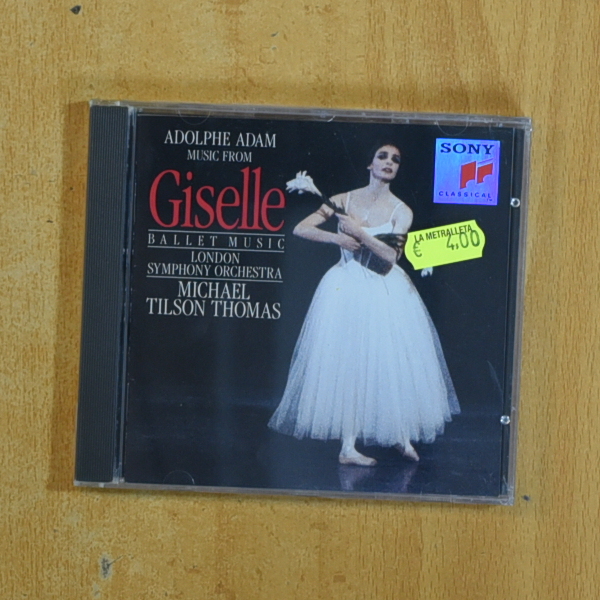 ADOLPHE ADAM
MUSIC FROM
Giselle
BALLET MUSIC
LONDON
SYMPHONY ORCHESTRA
MICHAEL
TILSON THOMAS
SONY
CLASSICAL
LA METRALLETA
€ 4,00